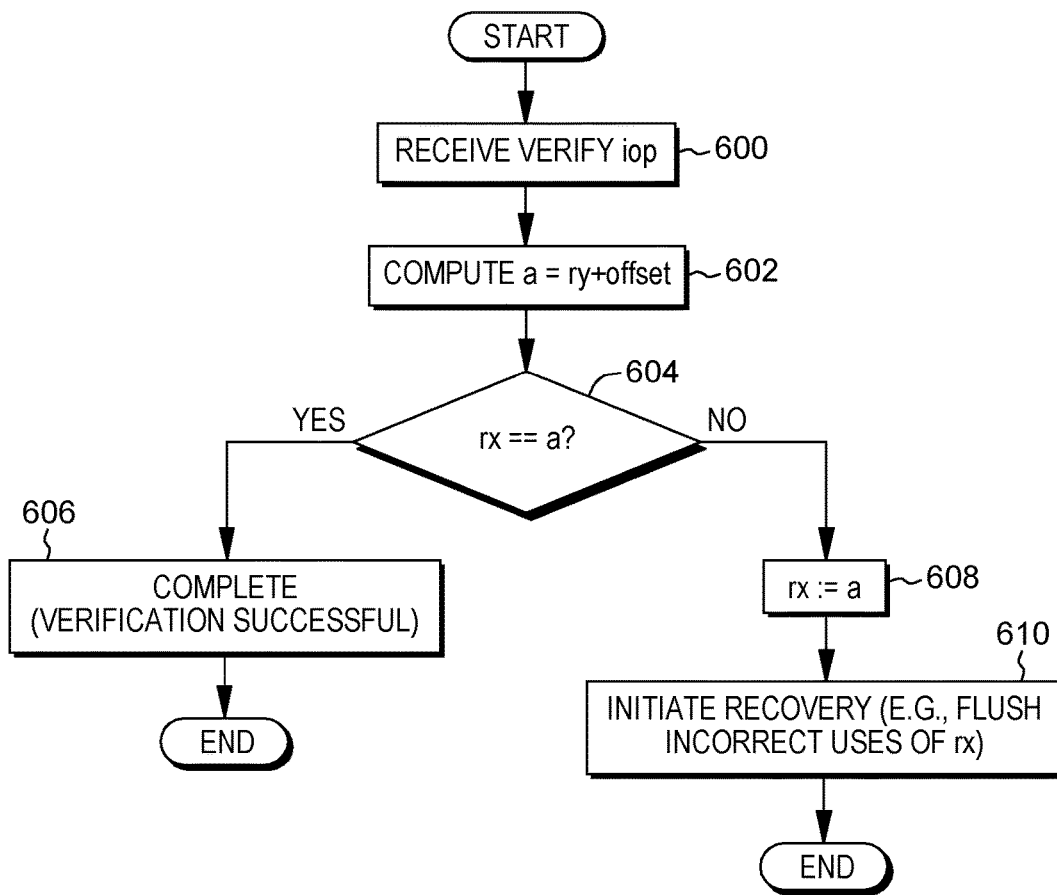 START
RECEIVE VERIFY iop
600
COMPUTE a = ry+offset
602
604
YES
rx == a?
NO
606
COMPLETE
(VERIFICATION SUCCESSFUL)
rx := a
608
610
INITIATE RECOVERY (E.G., FLUSH
INCORRECT USES OF rx)
END
END